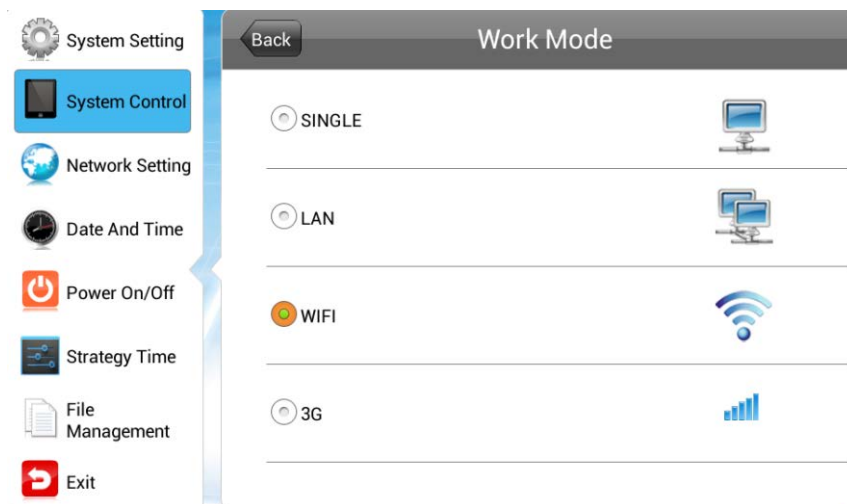 System Setting
System Control
Network Setting
Date And Time
Power On/Off
Strategy Time
File
Management
Exit
Back
Work Mode
SINGLE
LAN
WIFI
3G